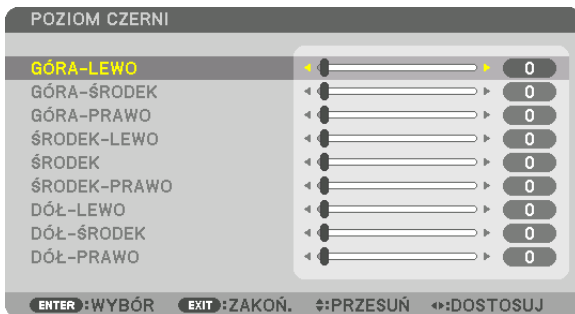 POZIOM CZERNI
GÓRA-LEWO 0
GÓRA-ŚRODEK 0
GÓRA-PRAWO 0
ŚRODEK-LEWO 0
ŚRODEK 0
ŚRODEK-PRAWO 0
DÓŁ-LEWO 0
DÓŁ-ŚRODEK 0
DÓŁ-PRAWO 0
ENTER :WYBÓR EXIT :ZAKOŃ. :PRZESUŃ :DOSTOSUJ